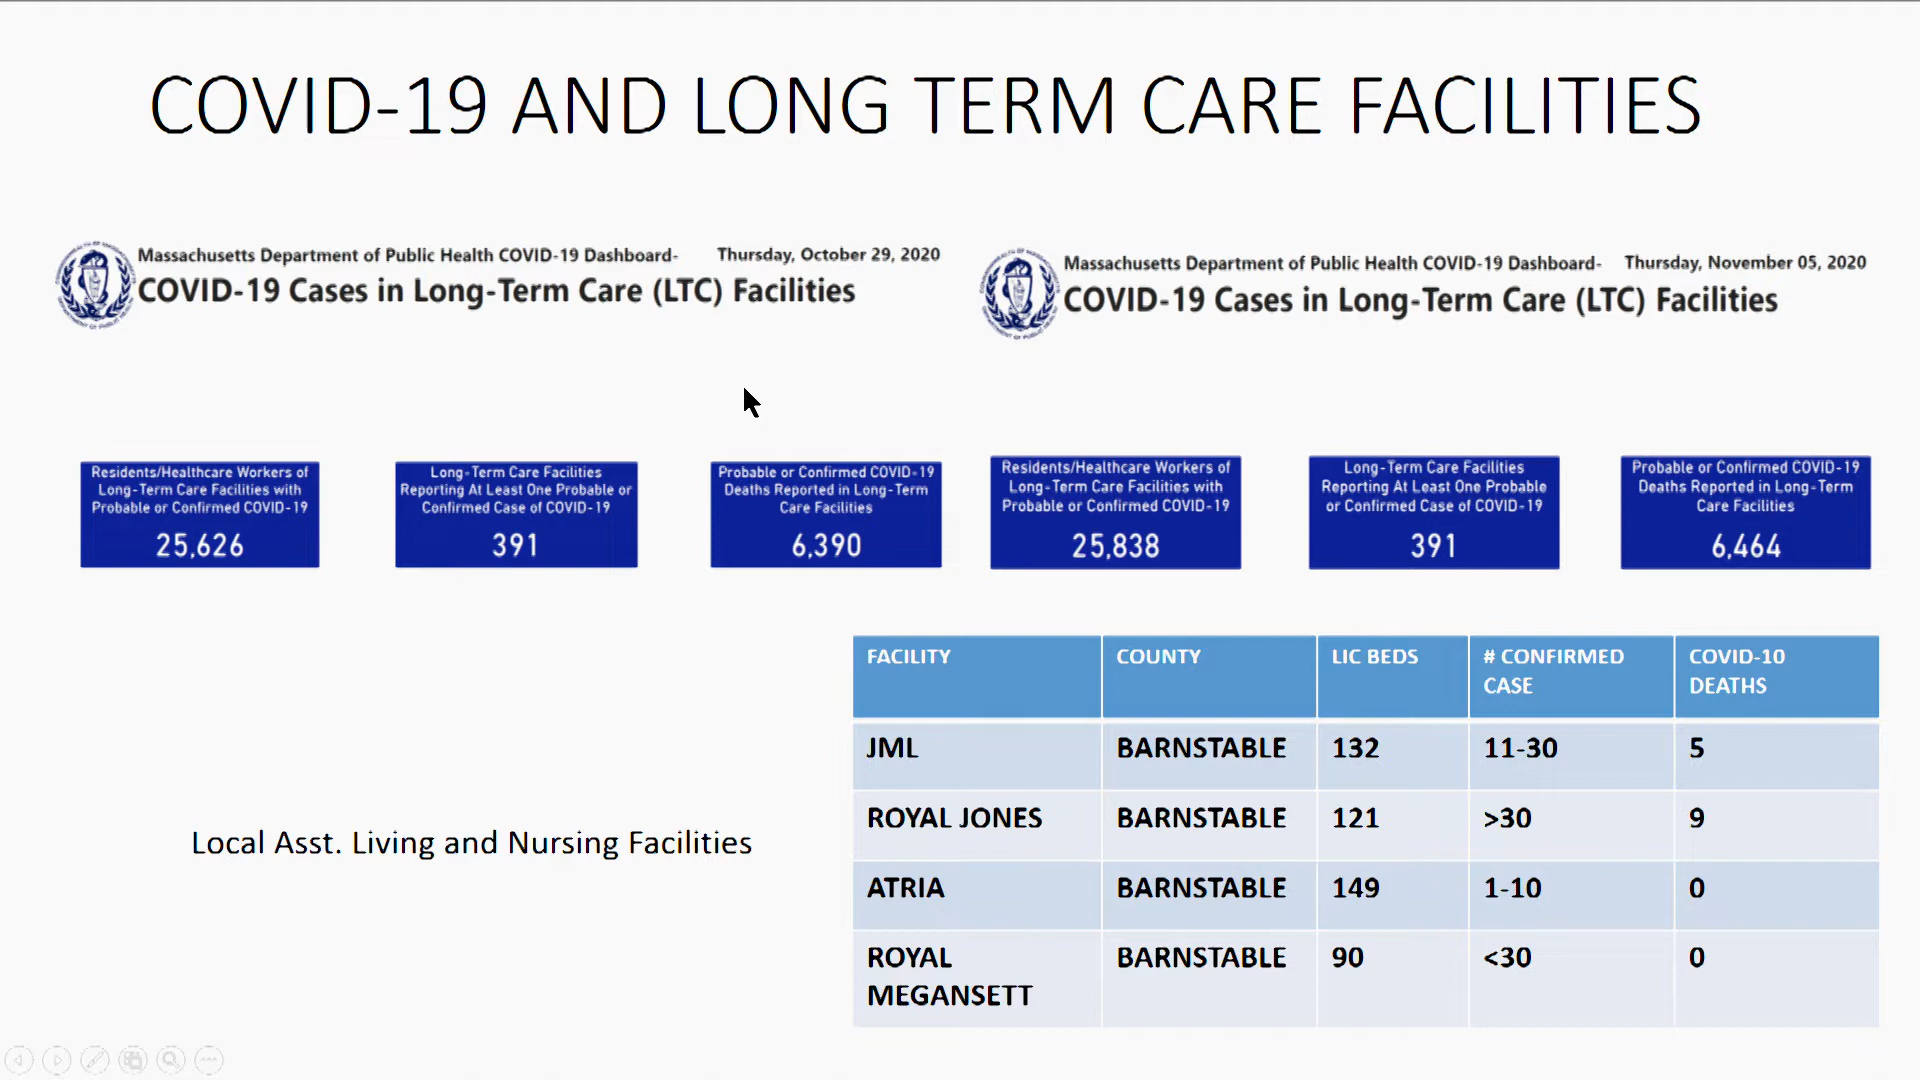 COVID-19 AND LONG TERM CARE FACILITIES
Massachusetts Department of Public Health COVID-19 Dashboard- Thursday, October 29, 2020
COVID-19 Cases in Long-Term Care (LTC) Facilities
Massachusetts Department of Public Health COVID-19 Dashboard- Thursday, November 05, 2020
COVID-19 Cases in Long-Term Care (LTC) Facilities
Residents/Healthcare Workers of
Long-Term Care Facilities with
Probable or Confirmed COVID-19
25,626
Long-Term Care Facilities
Reporting At Least One Probable or
Confirmed Case of COVID-19
391
Probable or Confirmed COVID-19
Deaths Reported in Long-Term
Care Facilities
6,390
Residents/Healthcare Workers of
Long-Term Care Facilities with
Probable or Confirmed COVID-19
25,838
Long-Term Care Facilities
Reporting At Least One Probable
or Confirmed Case of COVID-19
391
Probable or Confirmed COVID-19
Deaths Reported in Long-Term
Care Facilities
6,464
Local Asst. Living and Nursing Facilities
FACILITY COUNTY LIC BEDS # CONFIRMED CASE COVID-10 DEATHS
JML BARNSTABLE 132 11-30 5
ROYAL JONES BARNSTABLE 121 >30 9
ATRIA BARNSTABLE 149 1-10 0
ROYAL MEGANSETT BARNSTABLE 90 <30 0